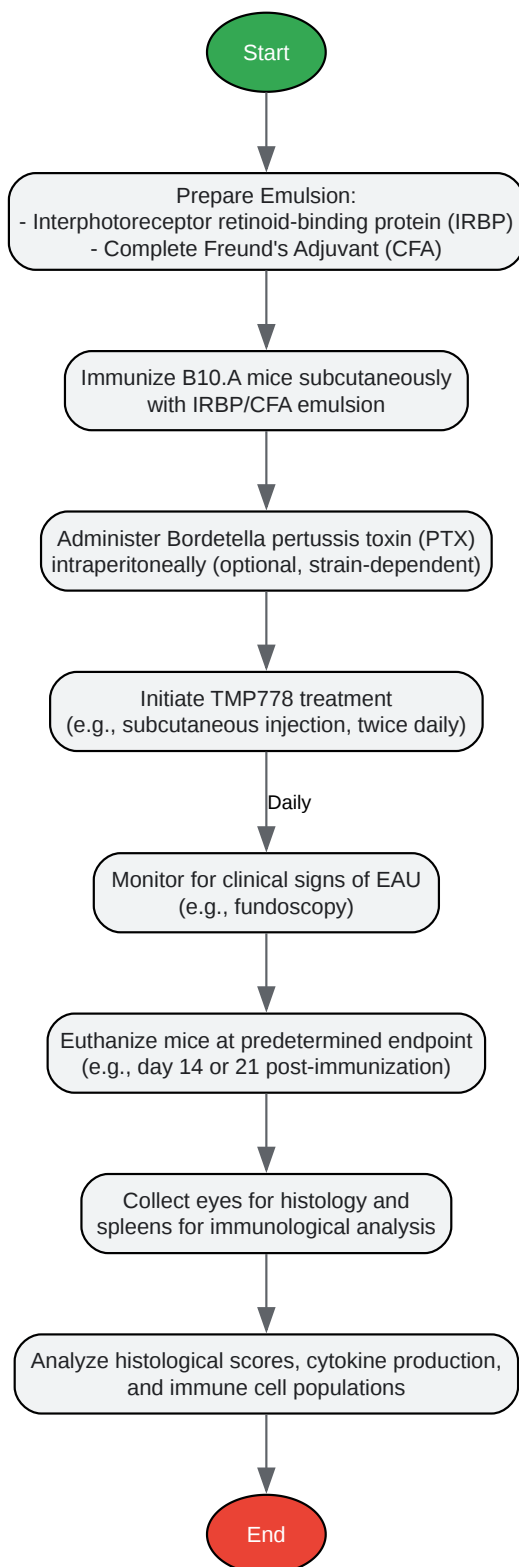 Start
Prepare Emulsion:
- Interphotoreceptor retinoid-binding protein (IRBP)
- Complete Freund's Adjuvant (CFA)
Immunize B10.A mice subcutaneously
with IRBP/CFA emulsion
Administer Bordetella pertussis toxin (PTX)
intraperitoneally (optional, strain-dependent)
Initiate TMP778 treatment
(e.g., subcutaneous injection, twice daily)
Daily
Monitor for clinical signs of EAU
(e.g., fundoscopy)
Euthanize mice at predetermined endpoint
(e.g., day 14 or 21 post-immunization)
Collect eyes for histology and
spleens for immunological analysis
Analyze histological scores, cytokine production,
and immune cell populations
End